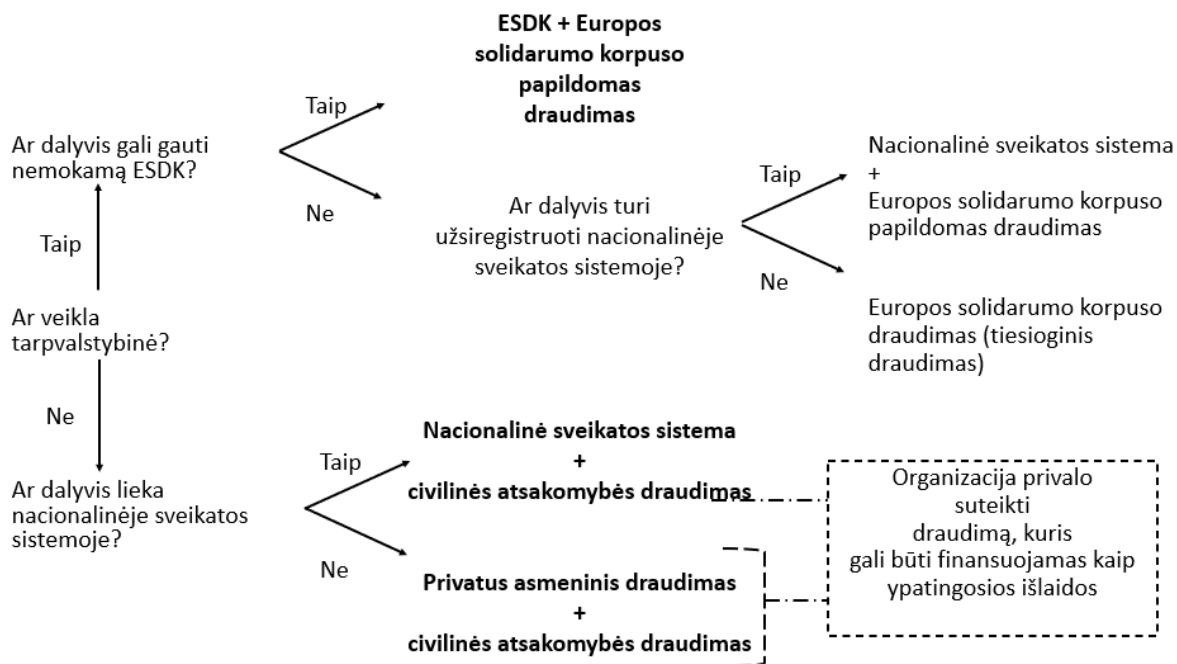 ESDK + Europos
solidarumo korpuso
papildomas
draudimas
Taip
Ar dalyvis gali gauti
nemokamą ESDK?
Ne
Ar dalyvis turi
užsiregistruoti nacionalinėje
sveikatos sistemoje?
Taip
Nacionalinė sveikatos sistema
+
Europos solidarumo korpuso
papildomas draudimas
Ne
Europos solidarumo korpuso
draudimas (tiesioginis
draudimas)
Taip
Ar veikla
tarpvalstybinė?
Ne
Ar dalyvis lieka
nacionalinėje sveikatos
sistemoje?
Taip
Nacionalinė sveikatos sistema
+
civilinės atsakomybės draudimas
Ne
Privatus asmeninis draudimas
+
civilinės atsakomybės draudimas
Organizacija privalo
suteikti
draudimą, kuris
gali būti finansuojamas kaip
ypatingosios išlaidos